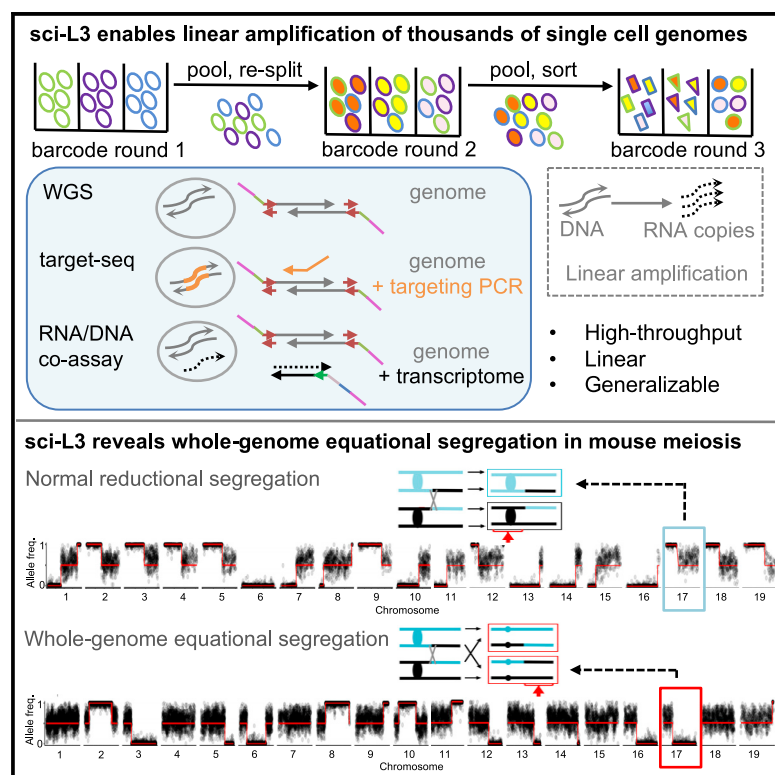 sci-L3 enables linear amplification of thousands of single cell genomes
pool, re-split
pool, sort
barcode round 1
barcode round 2
barcode round 3
WGS
genome
target-seq
genome
+ targeting PCR
RNA/DNA
co-assay
genome
+ transcriptome
DNA
RNA copies
Linear amplification
• High-throughput
• Linear
• Generalizable
sci-L3 reveals whole-genome equational segregation in mouse meiosis
Normal reductional segregation
Allele freq.
1
0
1 2 3 4 5 6 7 8 9 10 11 12 13 14 15 16 17 18 19
Chromosome
Whole-genome equational segregation
Allele freq.
1
0
1 2 3 4 5 6 7 8 9 10 11 12 13 14 15 16 17 18 19
Chromosome